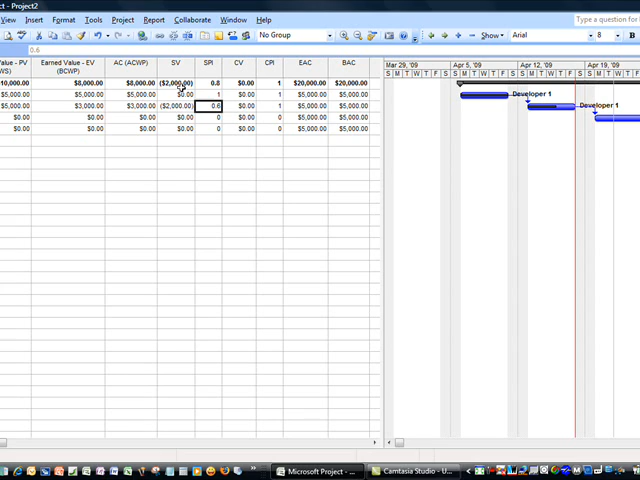 ct - Project2
View Format Tools Project Report Collaborate Window Help Type a question for
No Group Show Arial 8 B
0.6
Value - PV Earned Value - EV AC (ACWP) SV SPI CV CPI EAC BAC Mar 29, '09 Apr 5, '09 Apr 12, '09 Apr 19, '09
WS) (BCWP) S M T W T F S S M T W T F S S M T W T F S S M T W T
10,000.00 $8,000.00 $8,000.00 ($2,000.00) 0.8 $0.00 1 $20,000.00 $20,000.00
$5,000.00 $5,000.00 $5,000.00 $0.00 1 $0.00 1 $5,000.00 $5,000.00 Developer 1
$5,000.00 $3,000.00 $3,000.00 ($2,000.00) 0.6 $0.00 1 $5,000.00 $5,000.00 Developer 1
$0.00 $0.00 $0.00 $0.00 0 $0.00 0 $5,000.00 $5,000.00
$0.00 $0.00 $0.00 $0.00 0 $0.00 0 $5,000.00 $5,000.00
Microsoft Project - ... Camtasia Studio - U...